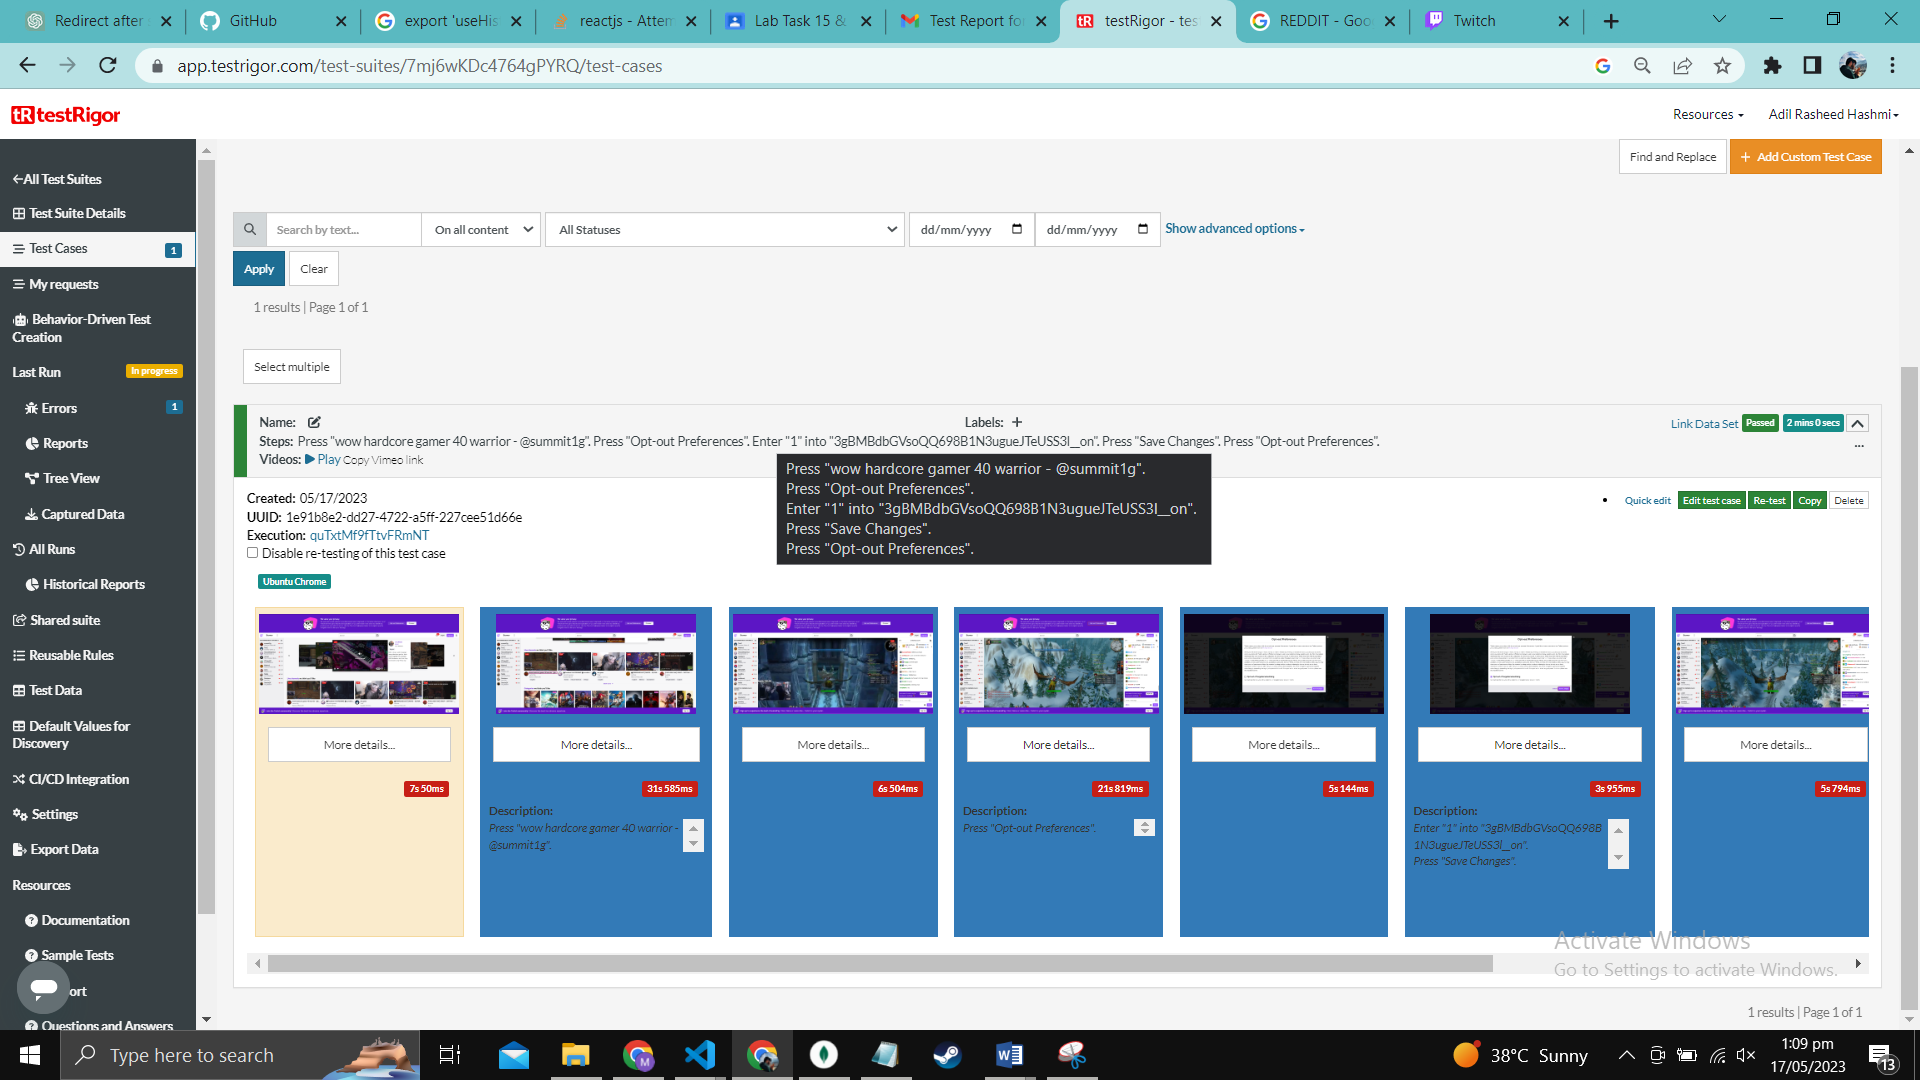 Redirect after
GitHub
export 'useHis
reactjs - Attem
Lab Task 15 &
Test Report fo
testRigor - tes
REDDIT - Goo
Twitch
app.testrigor.com/test-suites/7mj6wKDc4764gPYRQ/test-cases
tR testRigor
Resources
Adil Rasheed Hashmi
All Test Suites
Test Suite Details
Test Cases 1
My requests
Behavior-Driven Test
Creation
Last Run In progress
Errors 1
Reports
Tree View
Captured Data
All Runs
Historical Reports
Shared suite
Reusable Rules
Test Data
Default Values for
Discovery
CI/CD Integration
Settings
Export Data
Resources
Documentation
Sample Tests
ort
Questions and Answers
Find and Replace
+ Add Custom Test Case
Search by text...
On all content
All Statuses
dd/mm/yyyy
dd/mm/yyyy
Show advanced options
Apply
Clear
1 results | Page 1 of 1
Select multiple
Name:
Labels: +
Link Data Set Passed 2 mins 0 secs
Steps: Press "wow hardcore gamer 40 warrior - @summit1g". Press "Opt-out Preferences". Enter "1" into "3gBMBdbGVsoQQ698B1N3ugueJTeUSS3l__on". Press "Save Changes". Press "Opt-out Preferences".
...
Videos: Play Copy Vimeo link
Press "wow hardcore gamer 40 warrior - @summit1g".
Press "Opt-out Preferences".
Enter "1" into "3gBMBdbGVsoQQ698B1N3ugueJTeUSS3l__on".
Press "Save Changes".
Press "Opt-out Preferences".
Created: 05/17/2023
UUID: 1e91b8e2-dd27-4722-a5ff-227cee51d66e
Execution: quTxtMf9fTtvFRmNT
Disable re-testing of this test case
Quick edit
Edit test case
Re-test
Copy
Delete
Ubuntu Chrome
More details...
More details...
More details...
More details...
More details...
More details...
More details...
7s 50ms
31s 585ms
6s 504ms
21s 819ms
5s 144ms
3s 955ms
5s 794ms
Description:
Press "wow hardcore gamer 40 warrior -
@summit1g".
Description:
Press "Opt-out Preferences".
Description:
Enter "1" into "3gBMBdbGVsoQQ698B
1N3ugueJTeUSS3l__on".
Press "Save Changes".
Activate Windows
Go to Settings to activate Windows.
1 results | Page 1 of 1
Type here to search
38°C Sunny
1:09 pm
17/05/2023
13